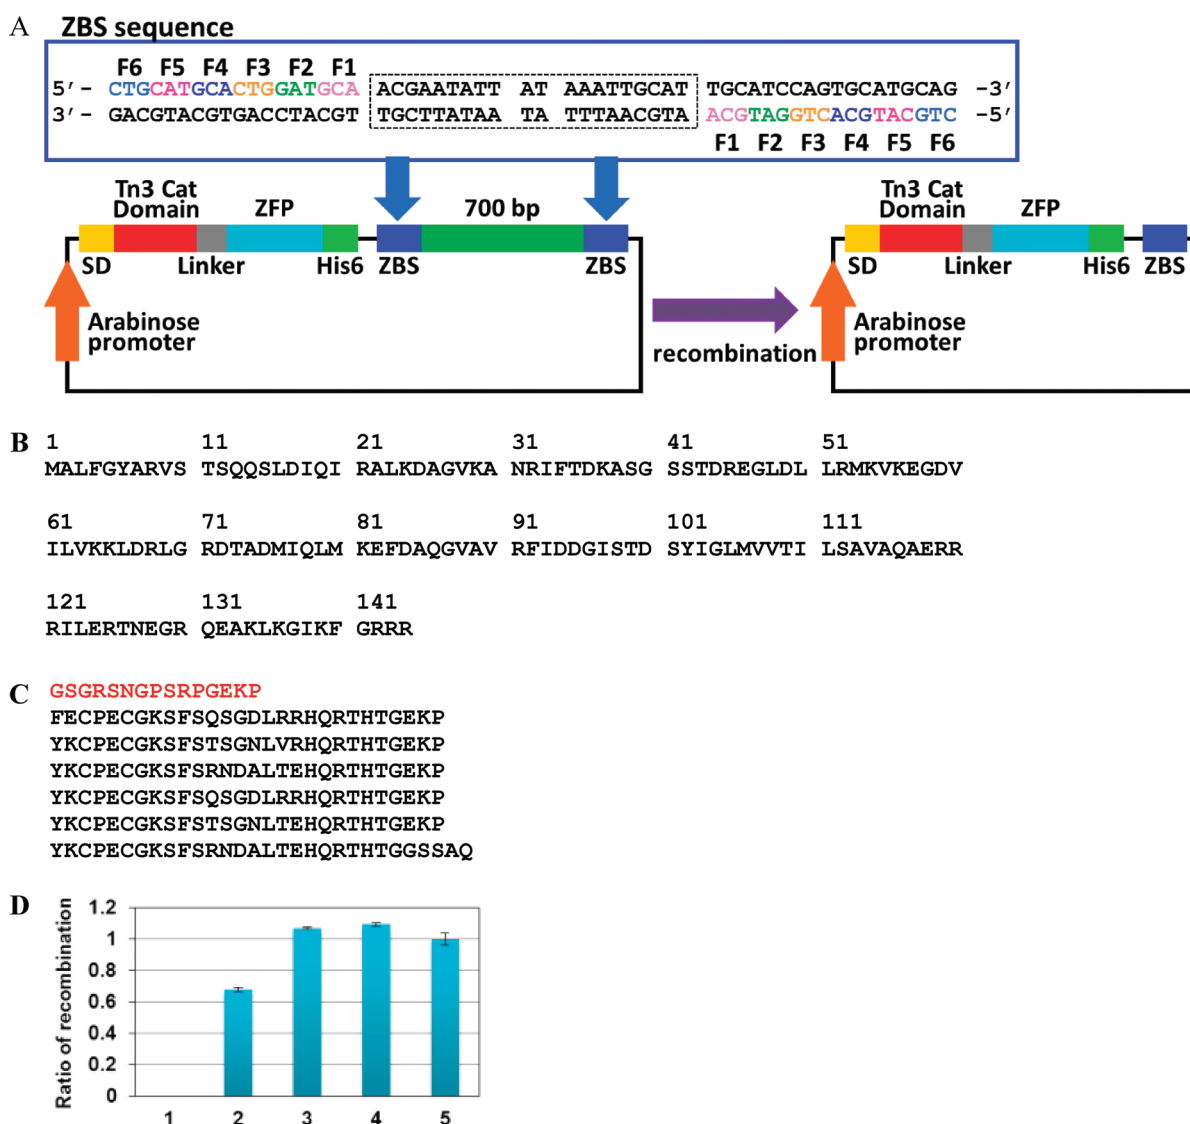 A
ZBS sequence
F6 F5 F4 F3 F2 F1
5′- CTGCATGCACTGGATGCA ACGAATATT AT AAATTGCAT TGCATCCAGTGCATGCAG -3′
3′- GACGTACGTGACCTACGT TGCTTATAA TA TTTAACGTA ACGTAGGTCACGTACGTC -5′
F1 F2 F3 F4 F5 F6
Tn3 Cat Domain ZFP 700 bp Tn3 Cat Domain ZFP
SD Linker His6 ZBS ZBS SD Linker His6 ZBS
Arabinose promoter recombination Arabinose promoter
B
1 11 21 31 41 51
MALFGYARVS TSQQSLDIQI RALKDAGVKA NRIFTDKASG SSTDREGLDL LRMKVKEGDV
61 71 81 91 101 111
ILVKKLDRLG RDTADMIQLM KEFDAQGVAV RFIDDGISTD SYIGLMVVTI LSAVAQAERR
121 131 141
RILERTNEGR QEAKLKGIKF GRRR
C
GSGRSNGPSRPGEKP
FECPECGKSFSQSGDLRRHQRTHTGEKP
YKCPECGKSFSTSGNLVRHQRTHTGEKP
YKCPECGKSFSRNDALTEHQRTHTGEKP
YKCPECGKSFSQSGDLRRHQRTHTGEKP
YKCPECGKSFSTSGNLTEHQRTHTGEKP
YKCPECGKSFSRNDALTEHQRTHTGGSSAQ
D
Ratio of recombination
1.2
1
0.8
0.6
0.4
0.2
0
1 2 3 4 5